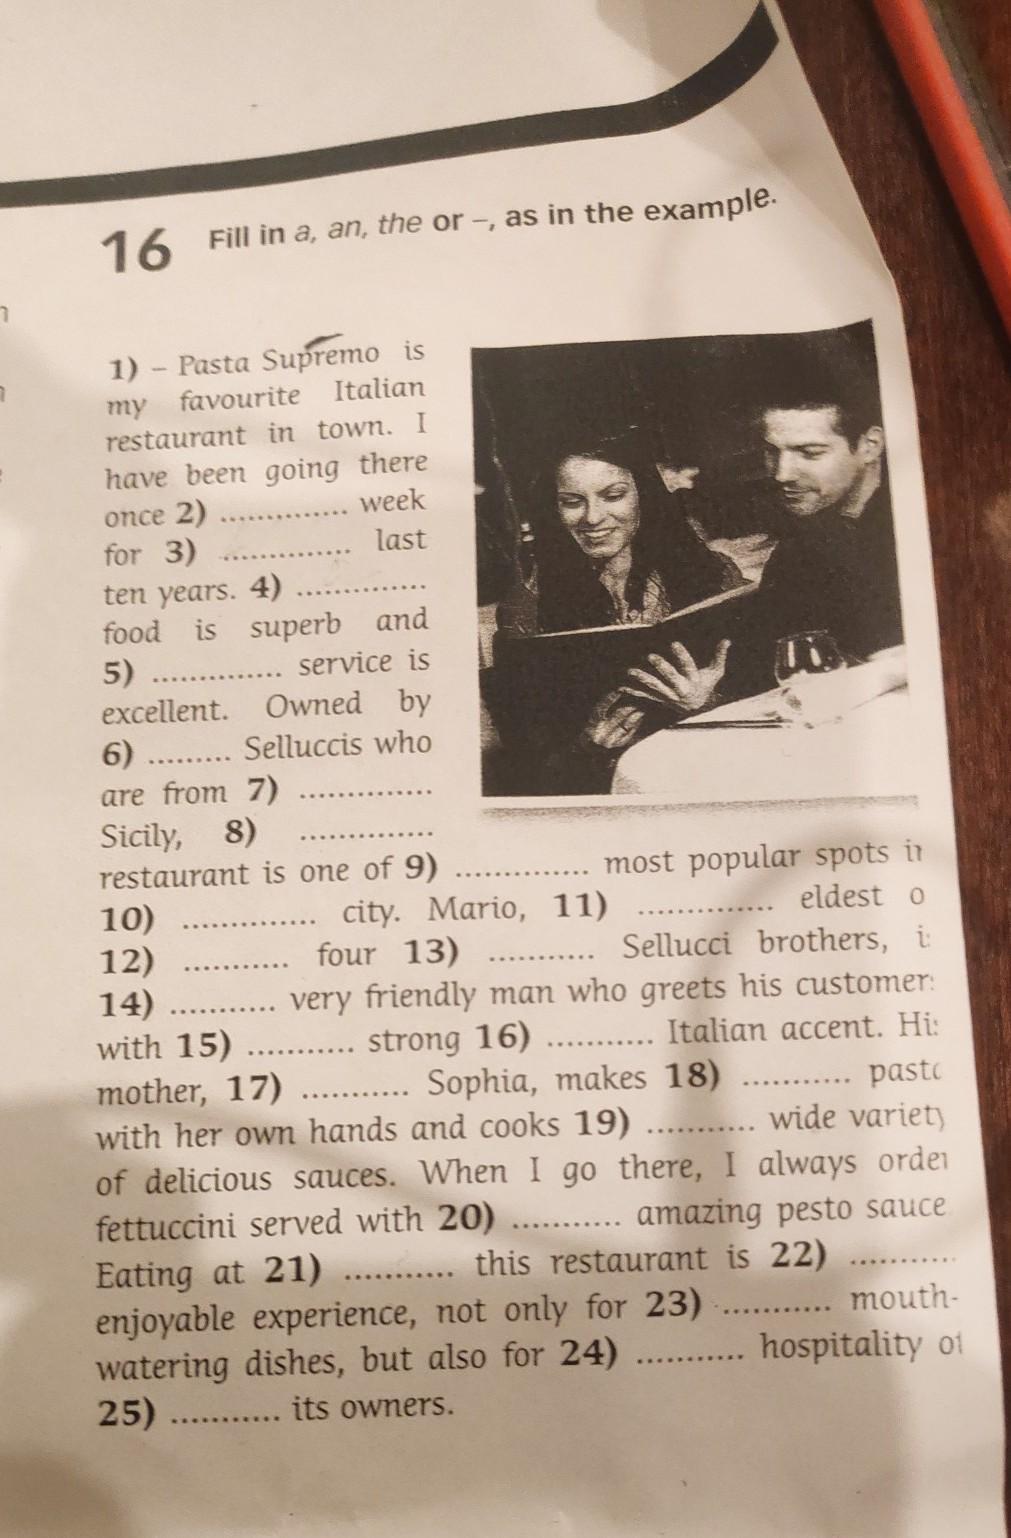 16 Fill in a, an, the or –, as in the example.
1) – Pasta Supremo is
my favourite Italian
restaurant in town. I
have been going there
once 2) .............. week
for 3) .............. last
ten years. 4) ..............
food is superb and
5) .............. service is
excellent. Owned by
6) ......... Selluccis who
are from 7) ..............
Sicily, 8) ..............
restaurant is one of 9) .............. most popular spots in
10) .............. city. Mario, 11) .............. eldest o
12) ........... four 13) ........... Sellucci brothers, i
14) ........... very friendly man who greets his customer
with 15) ........... strong 16) ........... Italian accent. Hi
mother, 17) ........... Sophia, makes 18) ........... pasta
with her own hands and cooks 19) ........... wide variety
of delicious sauces. When I go there, I always order
fettuccini served with 20) ........... amazing pesto sauce
Eating at 21) ........... this restaurant is 22) ...........
enjoyable experience, not only for 23) ........... mouth-
watering dishes, but also for 24) ........... hospitality of
25) ........... its owners.